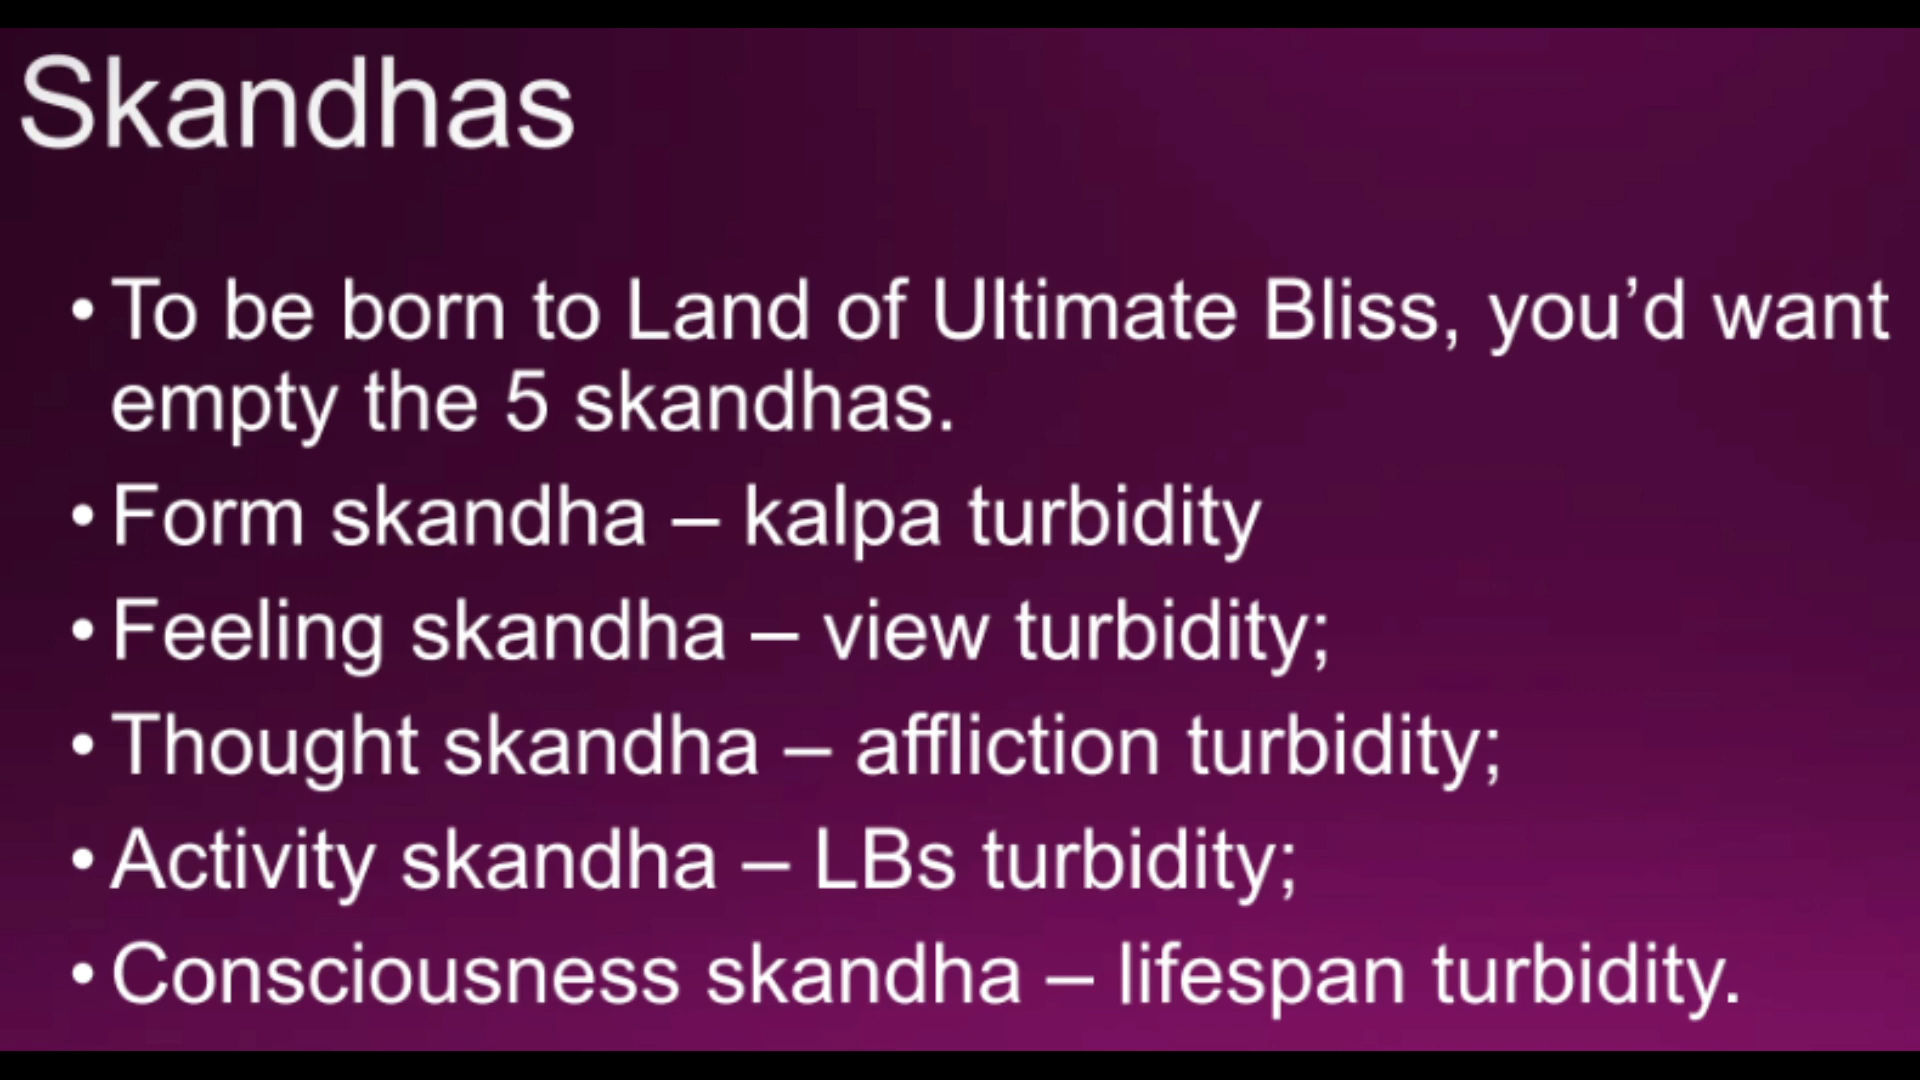 Skandhas
• To be born to Land of Ultimate Bliss, you’d want
empty the 5 skandhas.
• Form skandha – kalpa turbidity
• Feeling skandha – view turbidity;
• Thought skandha – affliction turbidity;
• Activity skandha – LBs turbidity;
• Consciousness skandha – lifespan turbidity.